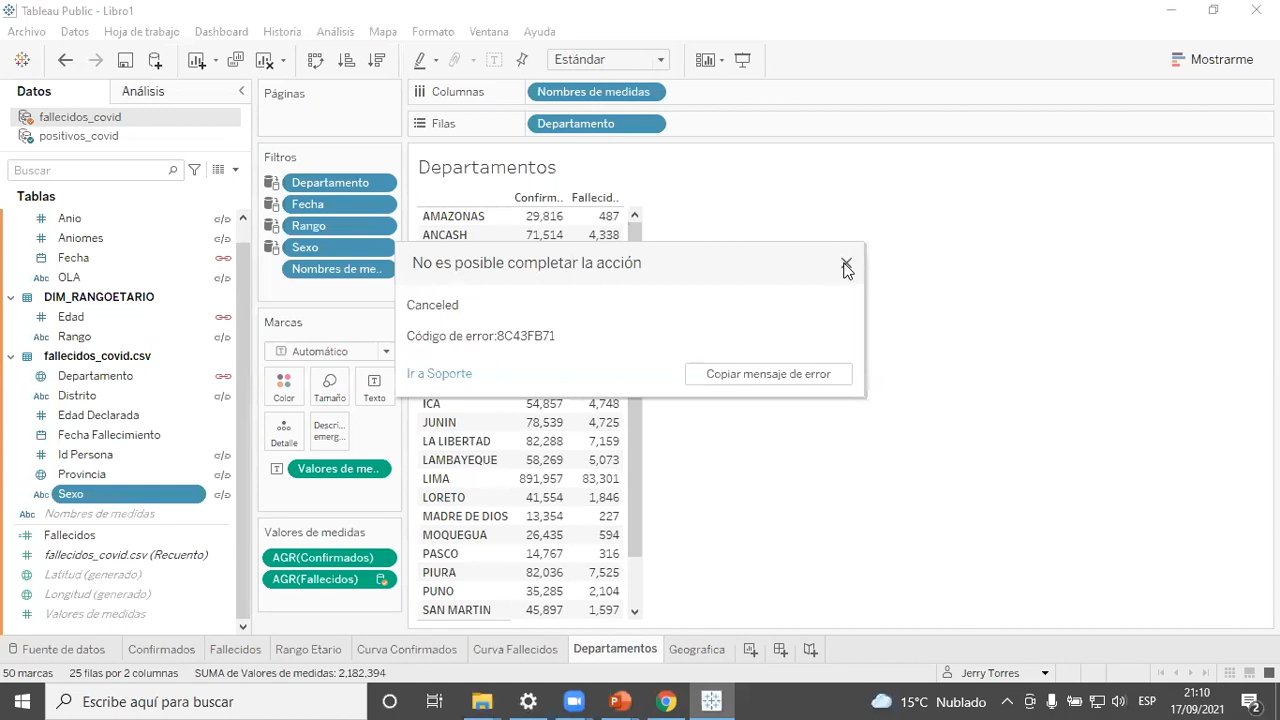 Tableau Public - Libro1
Archivo Datos Hoja de trabajo Dashboard Historia Análisis Mapa Formato Ventana Ayuda
Estándar
Mostrarme
Datos
Análisis
fallecidos_covid
positivos_covid
Buscar
Tablas
# Anio
# Aniomes
Fecha
Abc OLA
DIM_RANGOETARIO
# Edad
Abc Rango
fallecidos_covid.csv
Departamento
Abc Distrito
# Edad Declarada
Fecha Fallecimiento
# Id Persona
Provincia
Abc Sexo
Abc Nombres de medidas
# Fallecidos
# fallecidos_covid.csv (Recuento)
Latitud (generado)
Longitud (generado)
# Valores de medidas
Páginas
Filtros
Departamento
Fecha
Rango
Sexo
Nombres de me..
Marcas
Automático
Color
Tamaño
Texto
Detalle
Descri... emerg...
Valores de me..
Valores de medidas
AGR(Confirmados)
AGR(Fallecidos)
Columnas
Nombres de medidas
Filas
Departamento
Departamentos
Confirm.. Fallecid..
AMAZONAS 29,816 487
ANCASH 71,514 4,338
No es posible completar la acción
Canceled
Código de error:8C43FB71
Ir a Soporte
Copiar mensaje de error
ICA 54,857 4,748
JUNIN 78,539 4,725
LA LIBERTAD 82,288 7,159
LAMBAYEQUE 58,269 5,073
LIMA 891,957 83,301
LORETO 41,554 1,846
MADRE DE DIOS 13,354 227
MOQUEGUA 26,435 594
PASCO 14,767 316
PIURA 82,036 7,525
PUNO 35,285 2,104
SAN MARTIN 45,897 1,597
Fuente de datos Confirmados Fallecidos Rango Etario Curva Confirmados Curva Fallecidos Departamentos Geografica
50 marcas 25 filas por 2 columnas SUMA de Valores de medidas: 2,182,394
Jerry Torres
Escribe aquí para buscar
15°C Nublado
ESP
21:10
17/09/2021
2